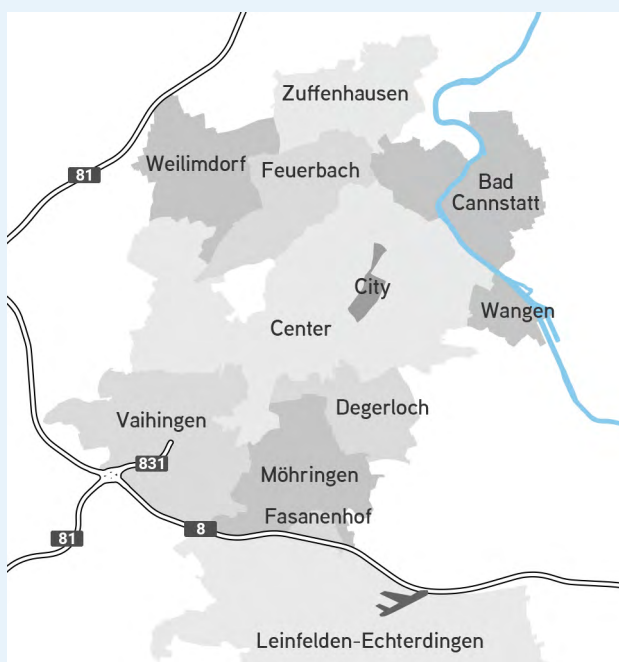 Zuffenhausen
Weilimdorf
Feuerbach
81
Bad
Cannstatt
City
Wangen
Center
Degerloch
Vaihingen
831
Möhringen
Fasanenhof
8
81
Leinfelden-Echterdingen